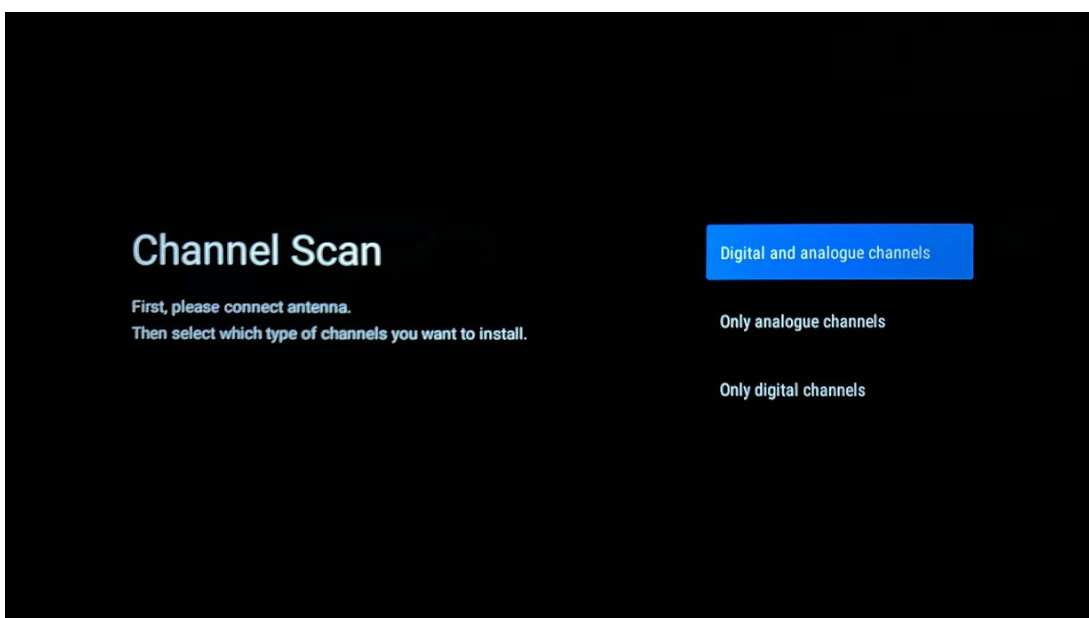 Channel Scan
First, please connect antenna.
Then select which type of channels you want to install.
Digital and analogue channels
Only analogue channels
Only digital channels